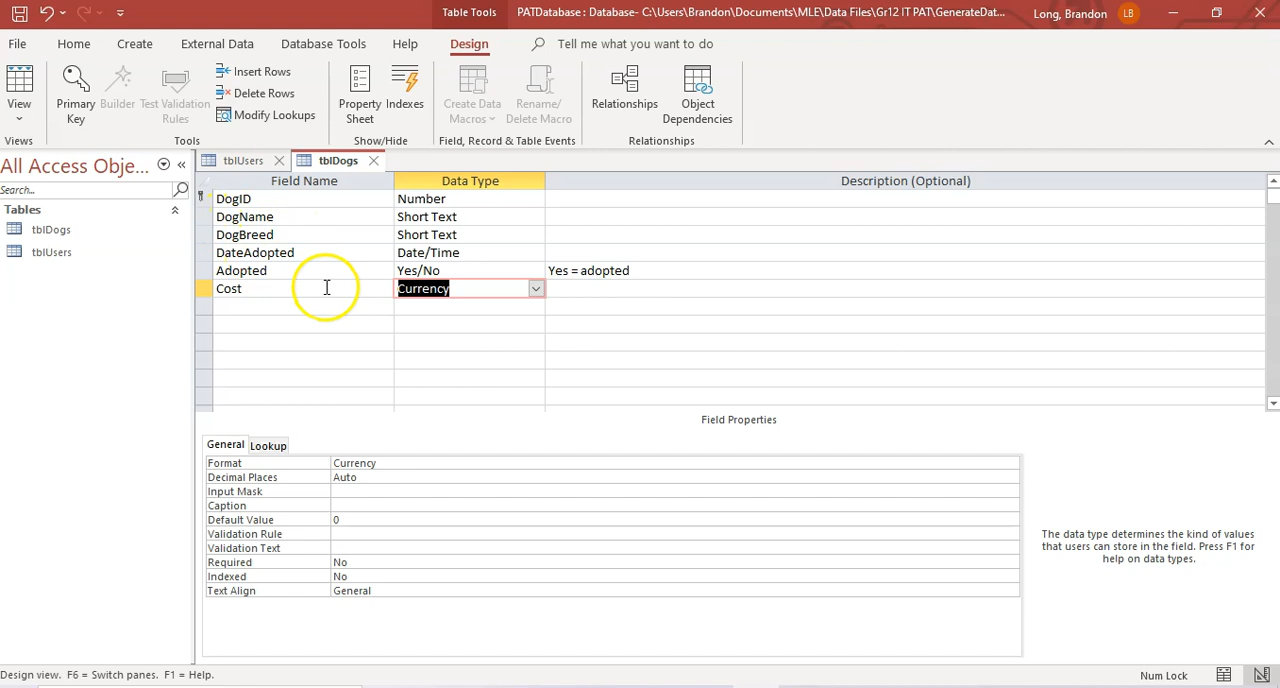 Table Tools
PATDatabase : Database- C:\Users\Brandon\Documents\MLE\Data Files\Gr12 IT PAT\GenerateDat...
Long, Brandon
LB
File
Home
Create
External Data
Database Tools
Help
Design
Tell me what you want to do
View
Primary Key
Builder
Test Validation Rules
Insert Rows
Delete Rows
Modify Lookups
Property Sheet
Indexes
Create Data Macros
Rename/ Delete Macro
Relationships
Object Dependencies
Views
Tools
Show/Hide
Field, Record & Table Events
Relationships
All Access Obje...
Search...
Tables
tblDogs
tblUsers
tblUsers
tblDogs
Field Name
Data Type
Description (Optional)
DogID Number
DogName Short Text
DogBreed Short Text
DateAdopted Date/Time
Adopted Yes/No Yes = adopted
Cost Currency
Field Properties
General
Lookup
Format Currency
Decimal Places Auto
Input Mask
Caption
Default Value 0
Validation Rule
Validation Text
Required No
Indexed No
Text Align General
The data type determines the kind of values
that users can store in the field. Press F1 for
help on data types.
Design view. F6 = Switch panes. F1 = Help.
Num Lock